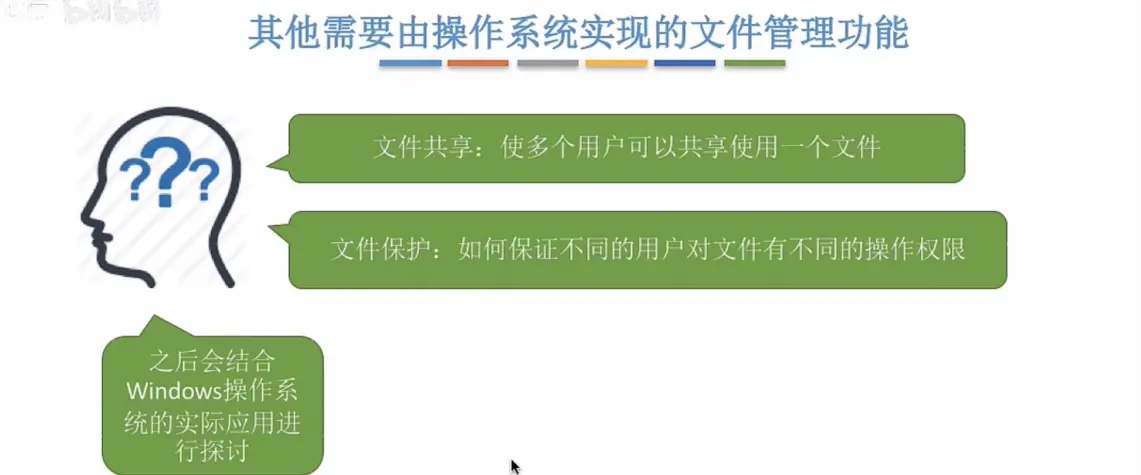 其他需要由操作系统实现的文件管理功能
???
文件共享：使多个用户可以共享使用一个文件
文件保护：如何保证不同的用户对文件有不同的操作权限
之后会结合
Windows操作系
统的实际应用进
行探讨